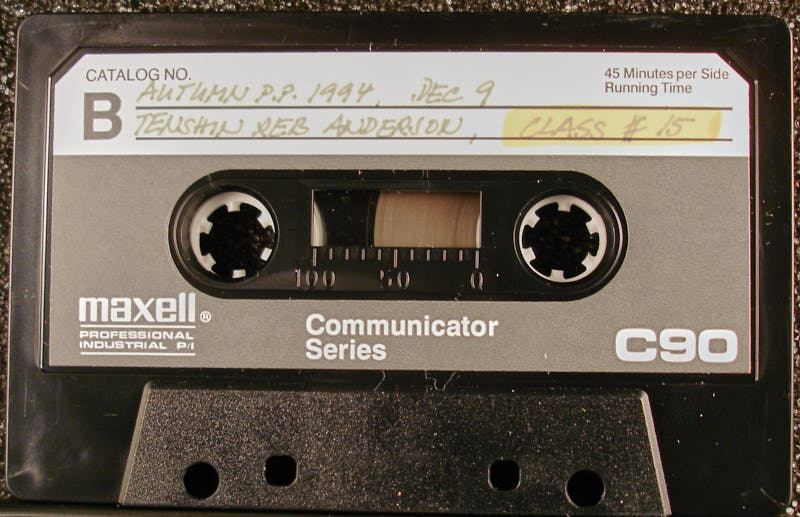 CATALOG NO.
45 Minutes per Side
Running Time
B
AUTUMN P.P. 1994, DEC 9
TENSHIN REB ANDERSON, CLASS # 15
100 50 0
maxell®
PROFESSIONAL
INDUSTRIAL P/I
Communicator
Series
C90